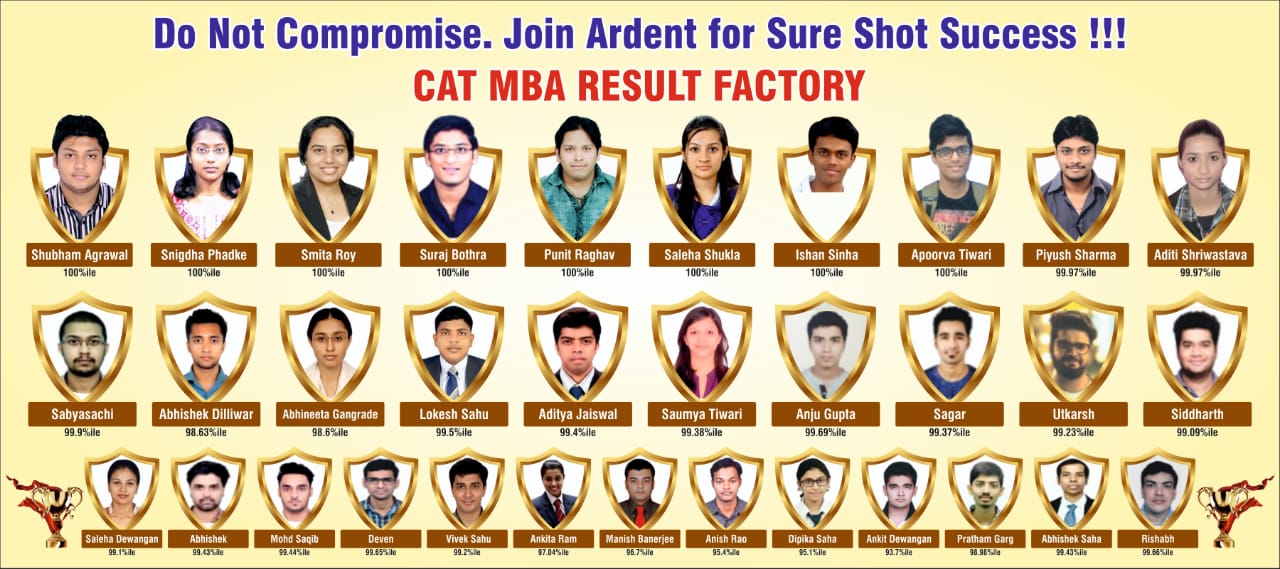 Do Not Compromise. Join Ardent for Sure Shot Success !!!
CAT MBA RESULT FACTORY
Shubham Agrawal
100%ile
Snigdha Phadke
100%ile
Smita Roy
100%ile
Suraj Bothra
100%ile
Punit Raghav
100%ile
Saleha Shukla
100%ile
Ishan Sinha
100%ile
Apoorva Tiwari
100%ile
Piyush Sharma
99.97%ile
Aditi Shriwastava
99.97%ile
Sabyasachi
99.9%ile
Abhishek Dilliwar
98.63%ile
Abhineeta Gangrade
98.6%ile
Lokesh Sahu
99.5%ile
Aditya Jaiswal
99.4%ile
Saumya Tiwari
99.38%ile
Anju Gupta
99.69%ile
Sagar
99.37%ile
Utkarsh
99.23%ile
Siddharth
99.09%ile
Saleha Dewangan
99.1%ile
Abhishek
99.43%ile
Mohd Saqib
99.44%ile
Deven
99.65%ile
Vivek Sahu
99.2%ile
Ankita Ram
97.04%ile
Manish Banerjee
96.7%ile
Anish Rao
95.4%ile
Dipika Saha
95.1%ile
Ankit Dewangan
93.7%ile
Pratham Garg
98.98%ile
Abhishek Saha
99.43%ile
Rishabh
99.66%ile